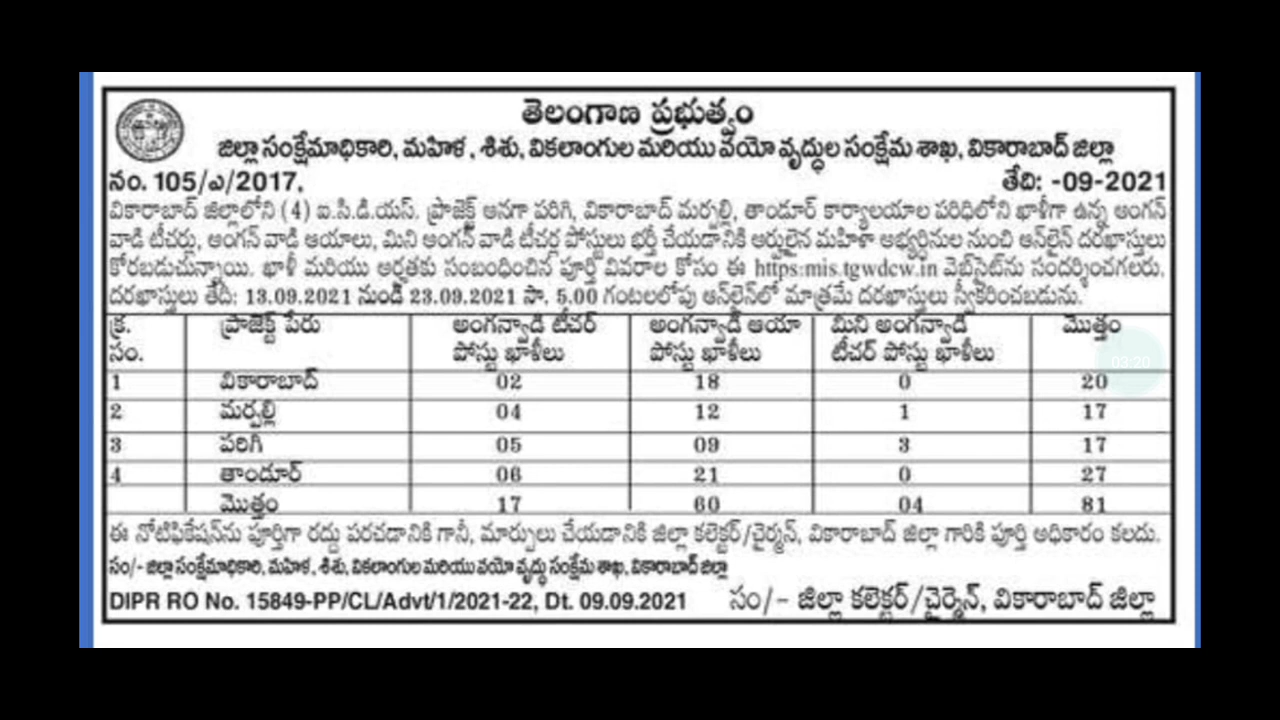 తెలంగాణ ప్రభుత్వం
జిల్లా సంక్షేమాధికారి, మహిళ, శిశు, వికలాంగుల మరియు వయో వృద్ధుల సంక్షేమ శాఖ, వికారాబాద్ జిల్లా
నం. 105/ఎ/2017, తేది: -09-2021
వికారాబాద్ జిల్లాలోని (4) ఐ.సి.డి.యస్. ప్రాజెక్ట్ అనగా పరిగి, వికారాబాద్ మర్పల్లి, తాండూర్ కార్యాలయాల పరిధిలోని ఖాళీగా ఉన్న అంగన్
వాడి టీచర్లు, అంగన్ వాడి ఆయాలు, మిని అంగన్ వాడి టీచర్ల పోస్టులు భర్తీ చేయడానికి అర్హులైన మహిళా అభ్యర్థినుల నుంచి ఆన్‌లైన్ దరఖాస్తులు
కోరబడుచున్నాయి. ఖాళీ మరియు అర్హతకు సంబంధించిన పూర్తి వివరాల కోసం ఈ https:mis.tgwdcw.in వెబ్‌సైట్‌ను సందర్శించగలరు.
దరఖాస్తులు తేదీ: 13.09.2021 నుండి 23.09.2021 సా. 5.00 గంటలలోపు ఆన్‌లైన్‌లో మాత్రమే దరఖాస్తులు స్వీకరించబడును.
క్ర. సం. ప్రాజెక్ట్ పేరు అంగన్వాడి టీచర్ పోస్టు ఖాళీలు అంగన్వాడి ఆయా పోస్టు ఖాళీలు మిని అంగన్వాడి టీచర్ పోస్టు ఖాళీలు మొత్తం
03:20
1 వికారాబాద్ 02 18 0 20
2 మర్పల్లి 04 12 1 17
3 పరిగి 05 09 3 17
4 తాండూర్ 06 21 0 27
మొత్తం 17 60 04 81
ఈ నోటిఫికేషన్‌ను పూర్తిగా రద్దు పరచడానికి గానీ, మార్పులు చేయడానికి జిల్లా కలెక్టర్/చైర్మన్, వికారాబాద్ జిల్లా గారికి పూర్తి అధికారం కలదు.
సం/- జిల్లా సంక్షేమాధికారి, మహిళ, శిశు, వికలాంగుల మరియు వయో వృద్ధు సంక్షేమ శాఖ, వికారాబాద్ జిల్లా
DIPR RO No. 15849-PP/CL/Advt/1/2021-22, Dt. 09.09.2021 సం/- జిల్లా కలెక్టర్/చైర్మెన్, వికారాబాద్ జిల్లా